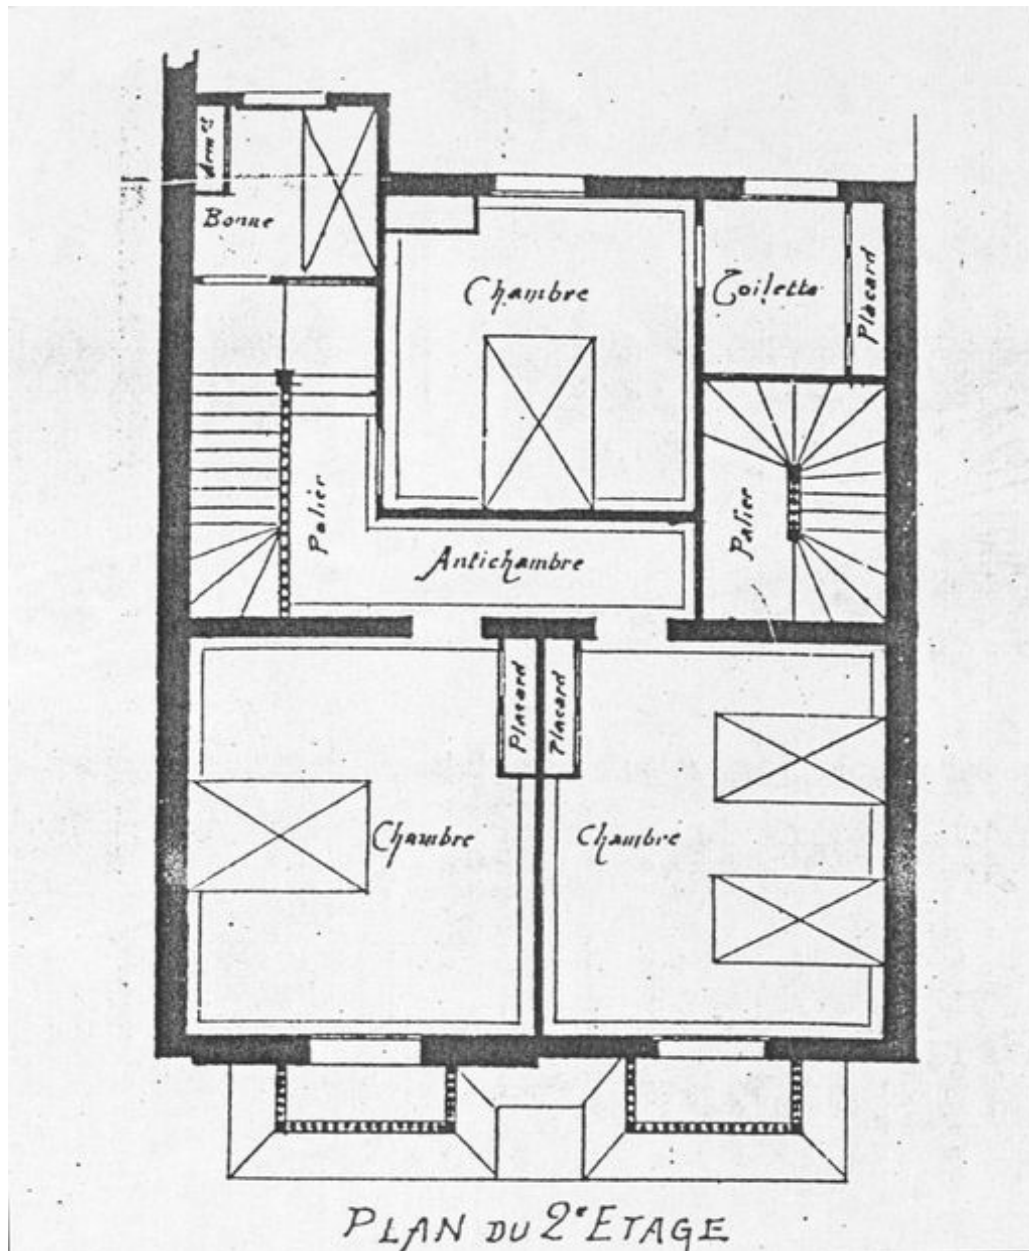 Bonne
Chambre
Toilette
Placard
Palier
Palier
Antichambre
Placard
Placard
Chambre
Chambre
PLAN DU 2e ETAGE